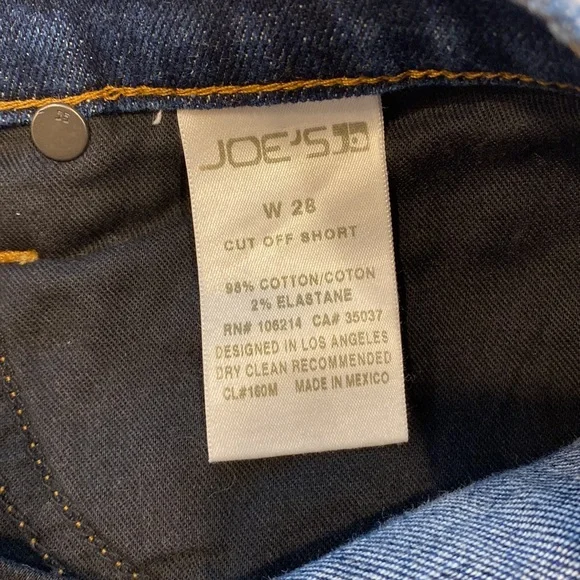 JOE'S
W 28
CUT OFF SHORT
98% COTTON/COTON
2% ELASTANE
RN# 106214 CA# 35037
DESIGNED IN LOS ANGELES
DRY CLEAN RECOMMENDED
CL#160M MADE IN MEXICO